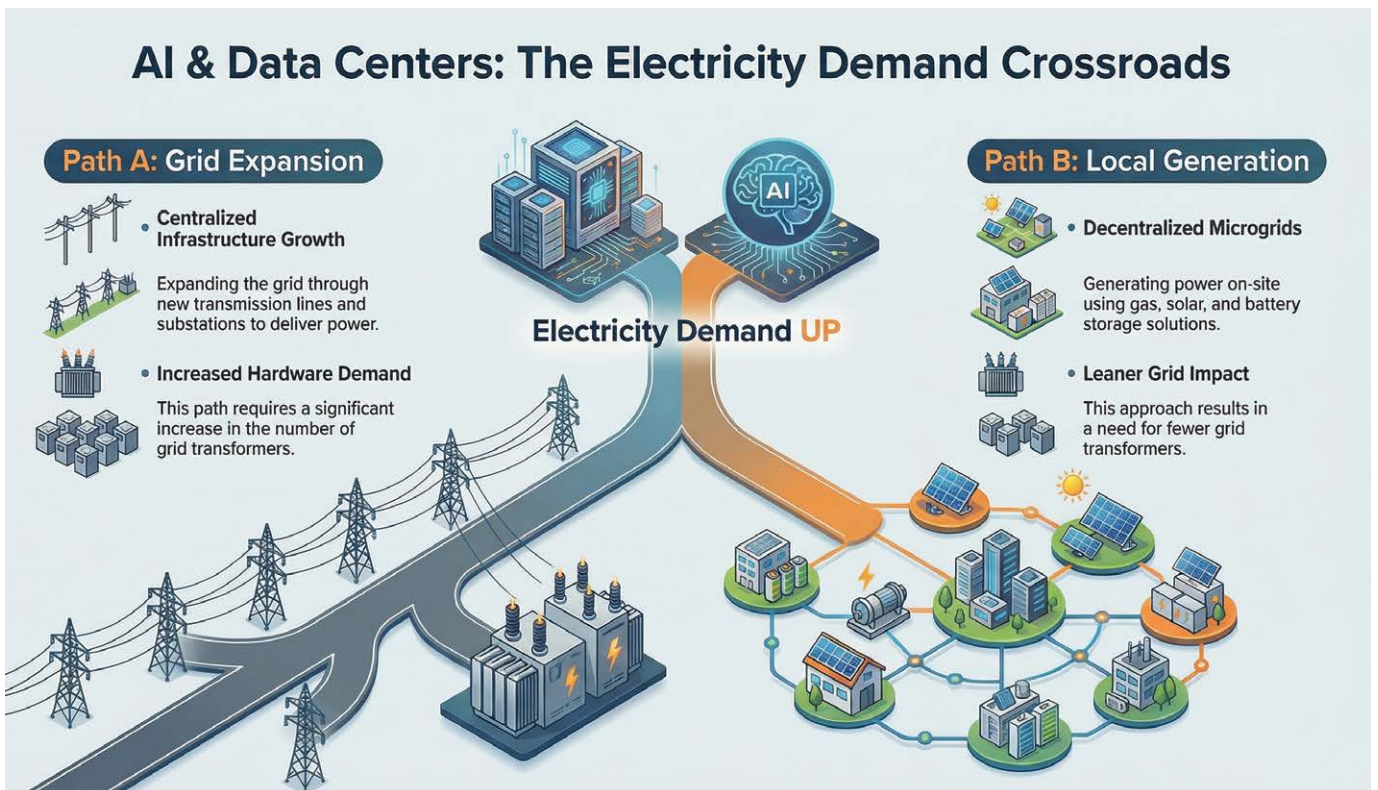 AI & Data Centers: The Electricity Demand Crossroads
Path A: Grid Expansion
• Centralized
Infrastructure Growth
Expanding the grid through
new transmission lines and
substations to deliver power.
• Increased Hardware Demand
This path requires a significant
increase in the number of
grid transformers.
AI
Electricity Demand UP
Path B: Local Generation
• Decentralized Microgrids
Generating power on-site
using gas, solar, and battery
storage solutions.
• Leaner Grid Impact
This approach results in
a need for fewer grid
transformers.